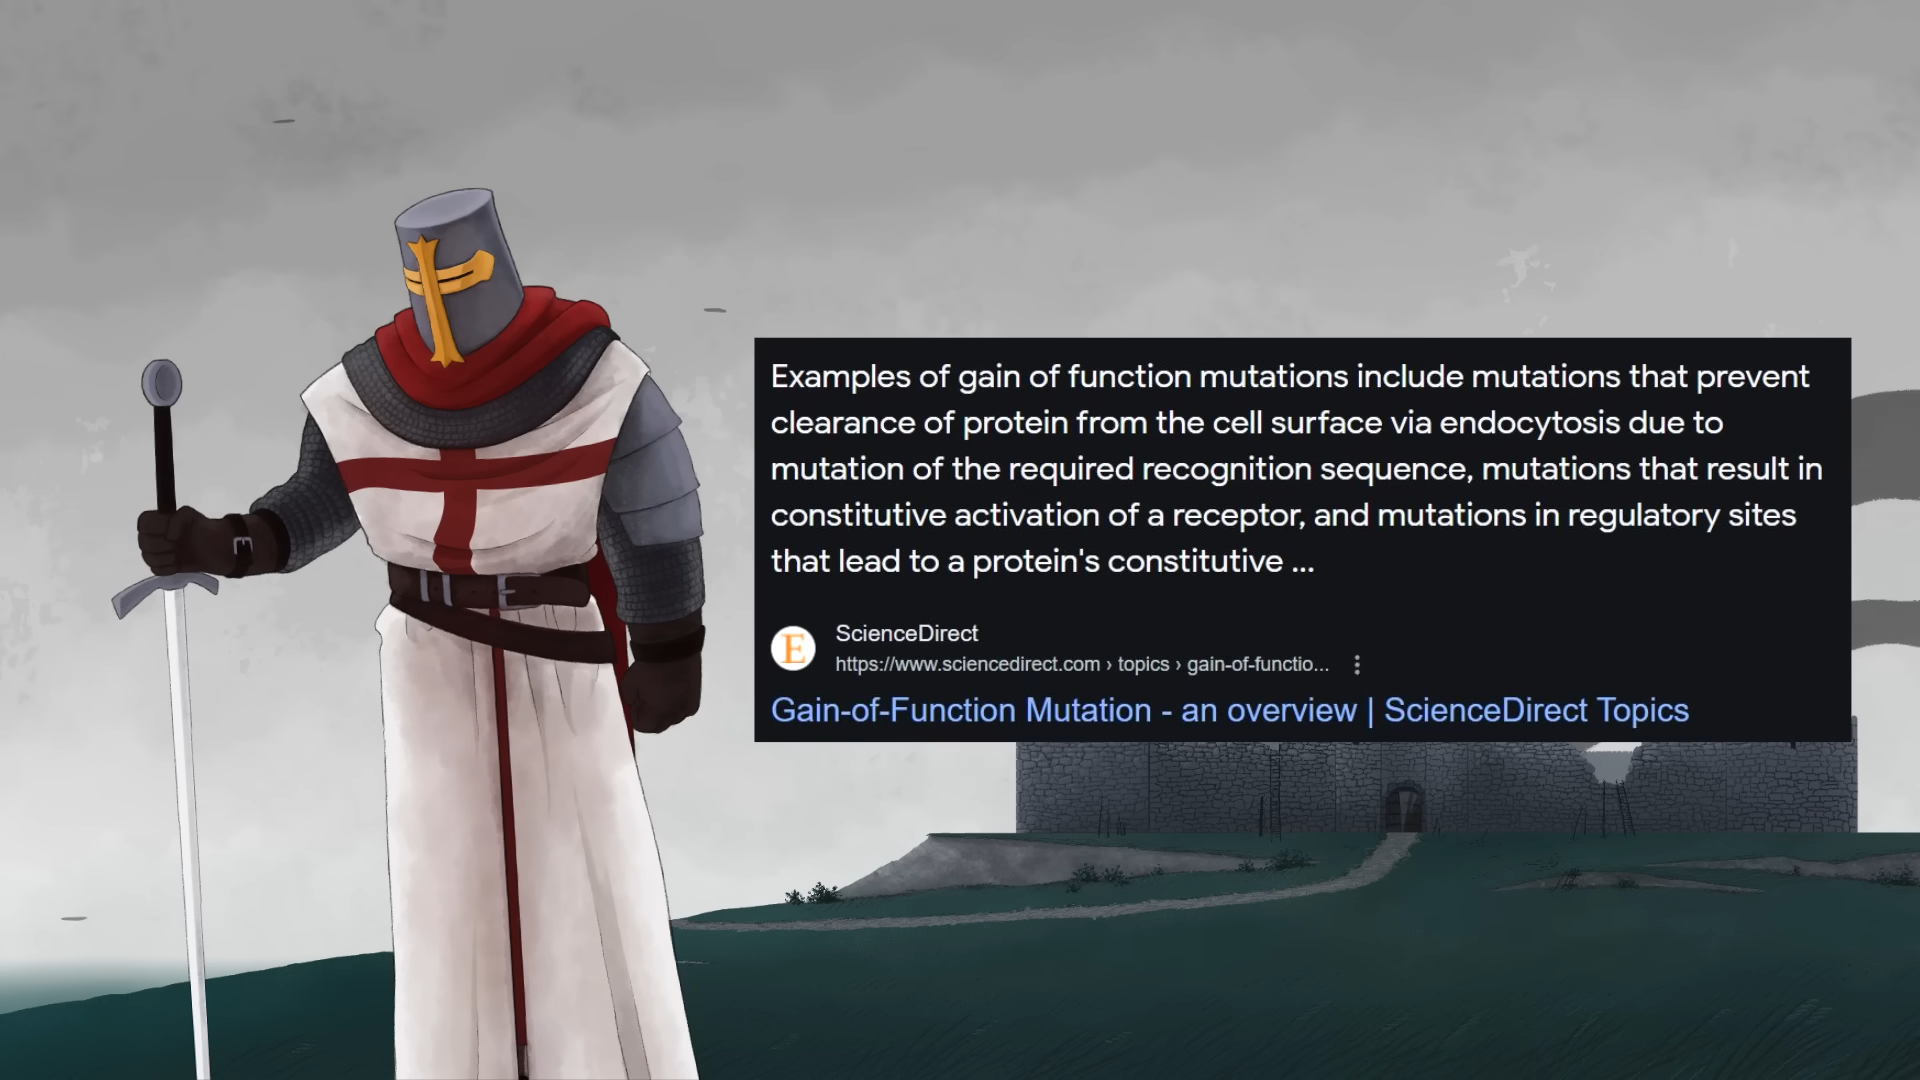 Examples of gain of function mutations include mutations that prevent
clearance of protein from the cell surface via endocytosis due to
mutation of the required recognition sequence, mutations that result in
constitutive activation of a receptor, and mutations in regulatory sites
that lead to a protein's constitutive ...
E
ScienceDirect
https://www.sciencedirect.com › topics › gain-of-functio...
Gain-of-Function Mutation - an overview | ScienceDirect Topics